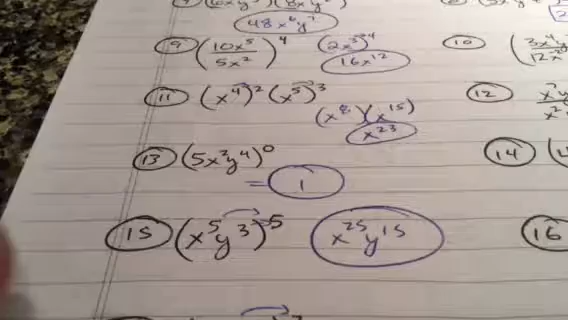 48x⁶y⁷
9 (10x⁵/5x²)⁴ (2x³)⁴ 10
16x¹²
11 (x⁴)² (x⁵)³ 12
(x⁸)(x¹⁵)
x²³
13 (5x²y⁴)⁰ 14
= 1
15 (x⁵y³)⁻⁵ x²⁵y¹⁵ 16